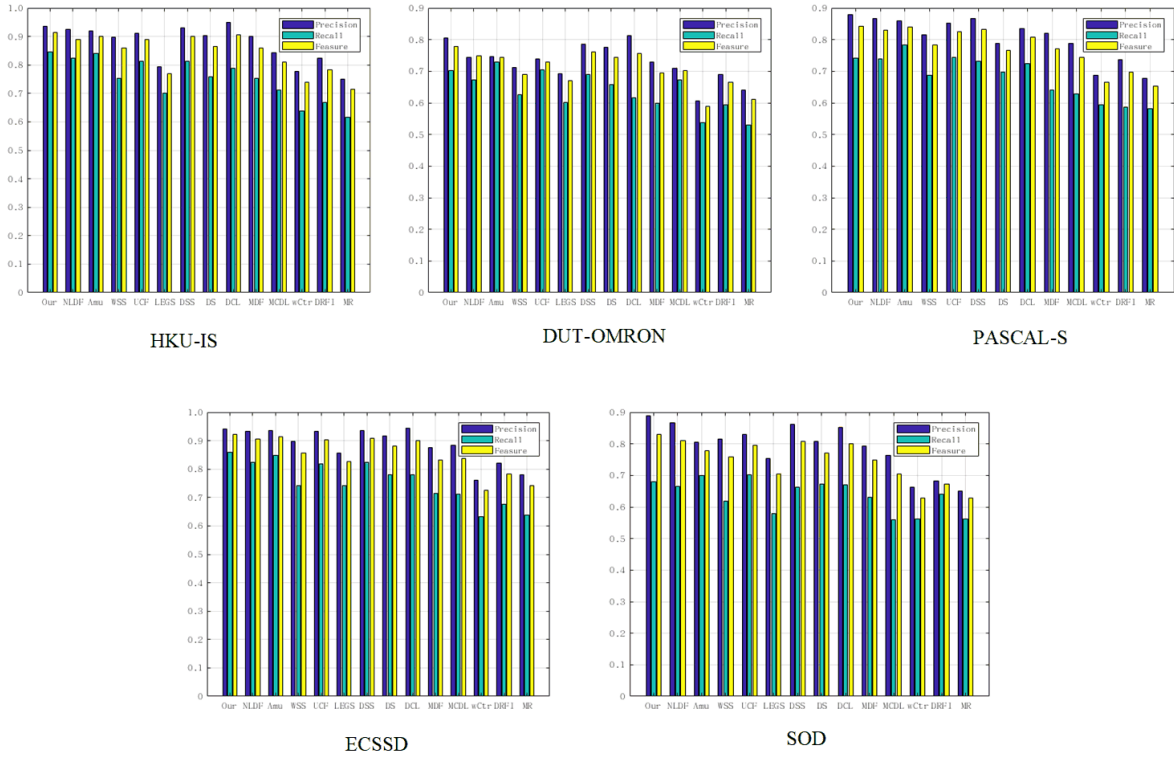 1.0
0.9
0.8
0.7
0.6
0.5
0.4
0.3
0.2
0.1
0
Precision
Recall
Feasure
Our NLDF Amu WSS UCF LEGS DSS DS DCL MDF MCDL wCtr DRFI MR
HKU-IS
0.9
0.8
0.7
0.6
0.5
0.4
0.3
0.2
0.1
0
Precision
Recall
Feasure
Our NLDF Amu WSS UCF LEGS DSS DS DCL MDF MCDL wCtr DRFI MR
DUT-OMRON
0.9
0.8
0.7
0.6
0.5
0.4
0.3
0.2
0.1
0
Precision
Recall
Feasure
Our NLDF Amu WSS UCF DSS DS DCL MDF MCDL wCtr DRFI MR
PASCAL-S
1.0
0.9
0.8
0.7
0.6
0.5
0.4
0.3
0.2
0.1
0
Precision
Recall
Feasure
Our NLDF Amu WSS UCF LEGS DSS DS DCL MDF MCDL wCtr DRFI MR
ECSSD
0.9
0.8
0.7
0.6
0.5
0.4
0.3
0.2
0.1
0
Precision
Recall
Feasure
Our NLDF Amu WSS UCF LEGS DSS DS DCL MDF MCDL wCtr DRFI MR
SOD